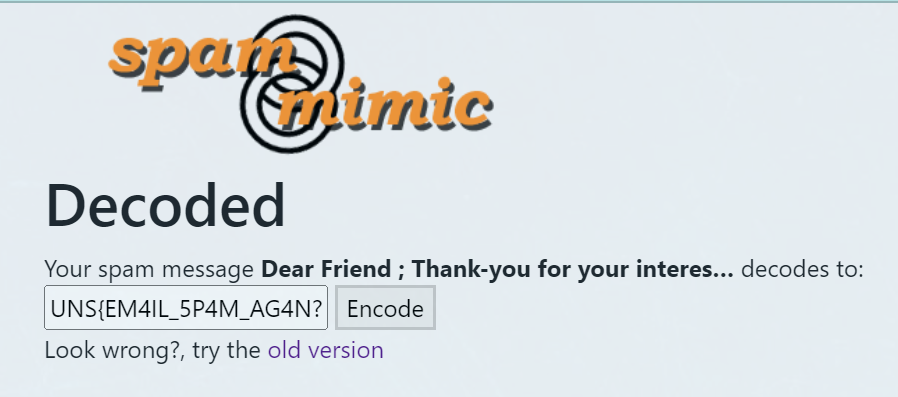 spam
mimic
Decoded
Your spam message Dear Friend ; Thank-you for your interes... decodes to:
UNS{EM4IL_5P4M_AG4N? Encode
Look wrong?, try the old version